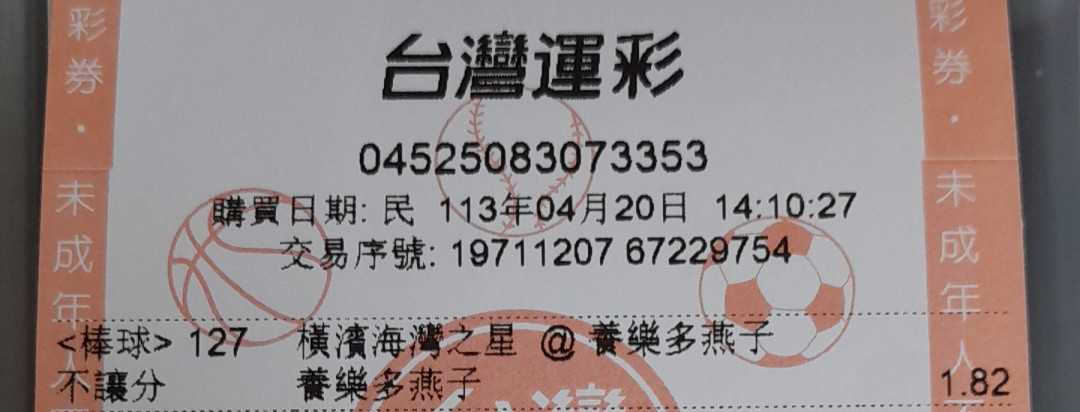 台灣運彩
04525083073353
購買日期: 民 113年04月20日 14:10:27
交易序號: 19711207 67229754
<棒球> 127 橫濱海灣之星 @ 養樂多燕子
不讓分 養樂多燕子 1.82
彩券・未成年人
彩券・未成年人